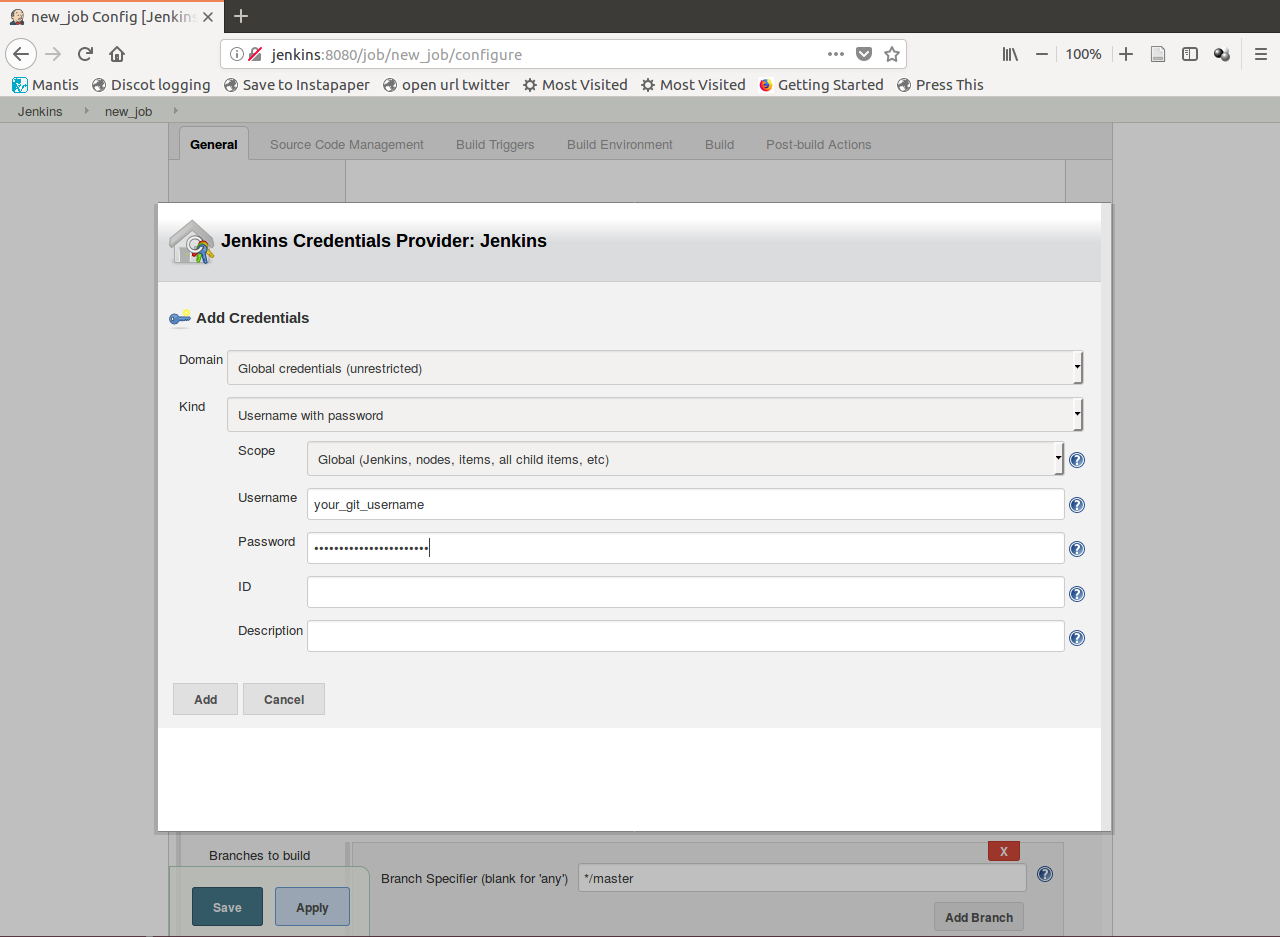 new_job Config [Jenkins
jenkins:8080/job/new_job/configure
100%
Mantis Discot logging Save to Instapaper open url twitter Most Visited Most Visited Getting Started Press This
Jenkins new_job
General Source Code Management Build Triggers Build Environment Build Post-build Actions
Jenkins Credentials Provider: Jenkins
Add Credentials
Domain Global credentials (unrestricted)
Kind Username with password
Scope Global (Jenkins, nodes, items, all child items, etc)
Username your_git_username
Password •••••••••••••••••••••••
ID
Description
Add Cancel
Branches to build
X
Branch Specifier (blank for 'any') */master
Save Apply
Add Branch